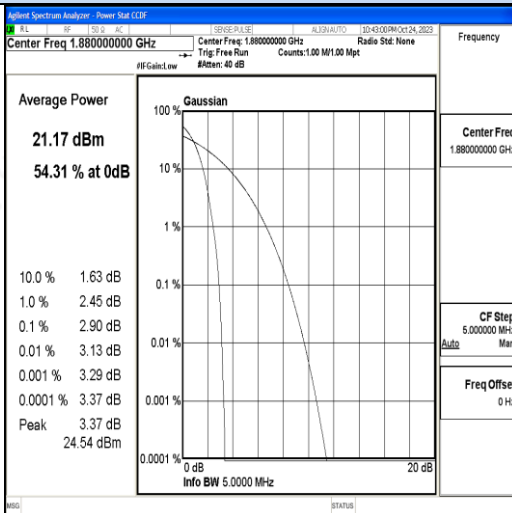 Agilent Spectrum Analyzer - Power Stat CCDF
RL RF 50 Ω AC SENSE:PULSE ALIGN AUTO 10:43:00 PM Oct 24, 2023
Center Freq 1.880000000 GHz
Center Freq: 1.880000000 GHz Radio Std: None
Trig: Free Run Counts:1.00 M/1.00 Mpt
#IFGain:Low #Atten: 40 dB
Frequency
Average Power
21.17 dBm
54.31 % at 0dB
10.0 % 1.63 dB
1.0 % 2.45 dB
0.1 % 2.90 dB
0.01 % 3.13 dB
0.001 % 3.29 dB
0.0001 % 3.37 dB
Peak 3.37 dB
24.54 dBm
Gaussian
100 %
10 %
1 %
0.1 %
0.01 %
0.001 %
0.0001 %
0 dB 20 dB
Info BW 5.0000 MHz
Center Freq
1.880000000 GHz
CF Step
5.000000 MHz
Auto Man
Freq Offse
0 Hz
MSG STATUS